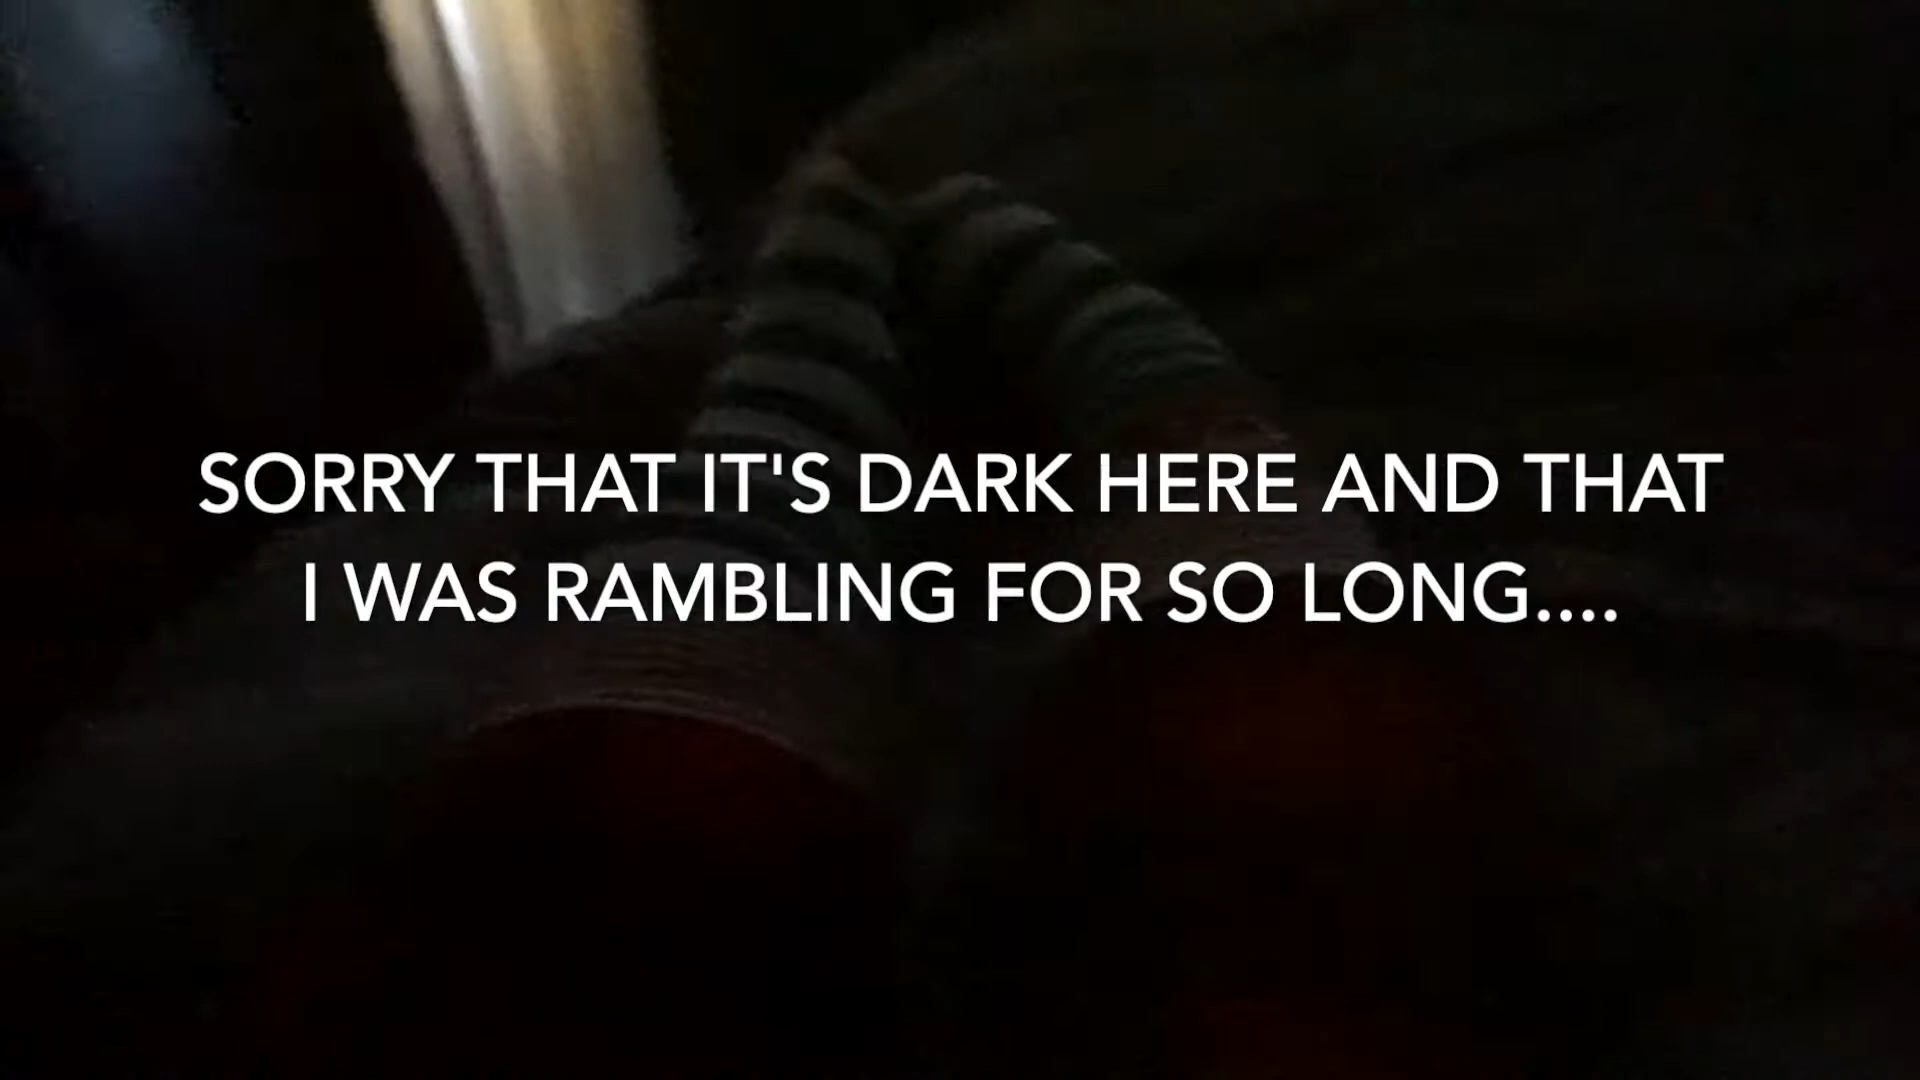 SORRY THAT IT'S DARK HERE AND THAT
I WAS RAMBLING FOR SO LONG....